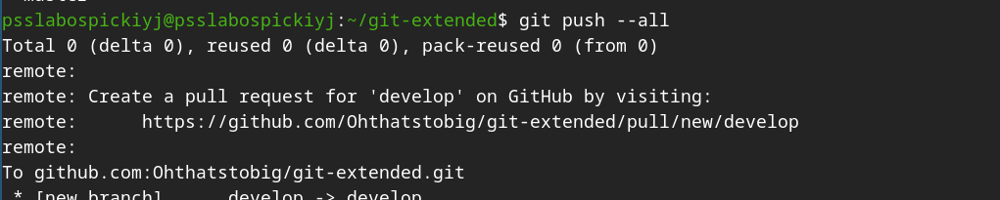 psslabospickiyj@psslabospickiyj:~/git-extended$ git push --all
Total 0 (delta 0), reused 0 (delta 0), pack-reused 0 (from 0)
remote:
remote: Create a pull request for 'develop' on GitHub by visiting:
remote:      https://github.com/Ohthatstobig/git-extended/pull/new/develop
remote:
To github.com:Ohthatstobig/git-extended.git
 * [new branch]      develop -> develop